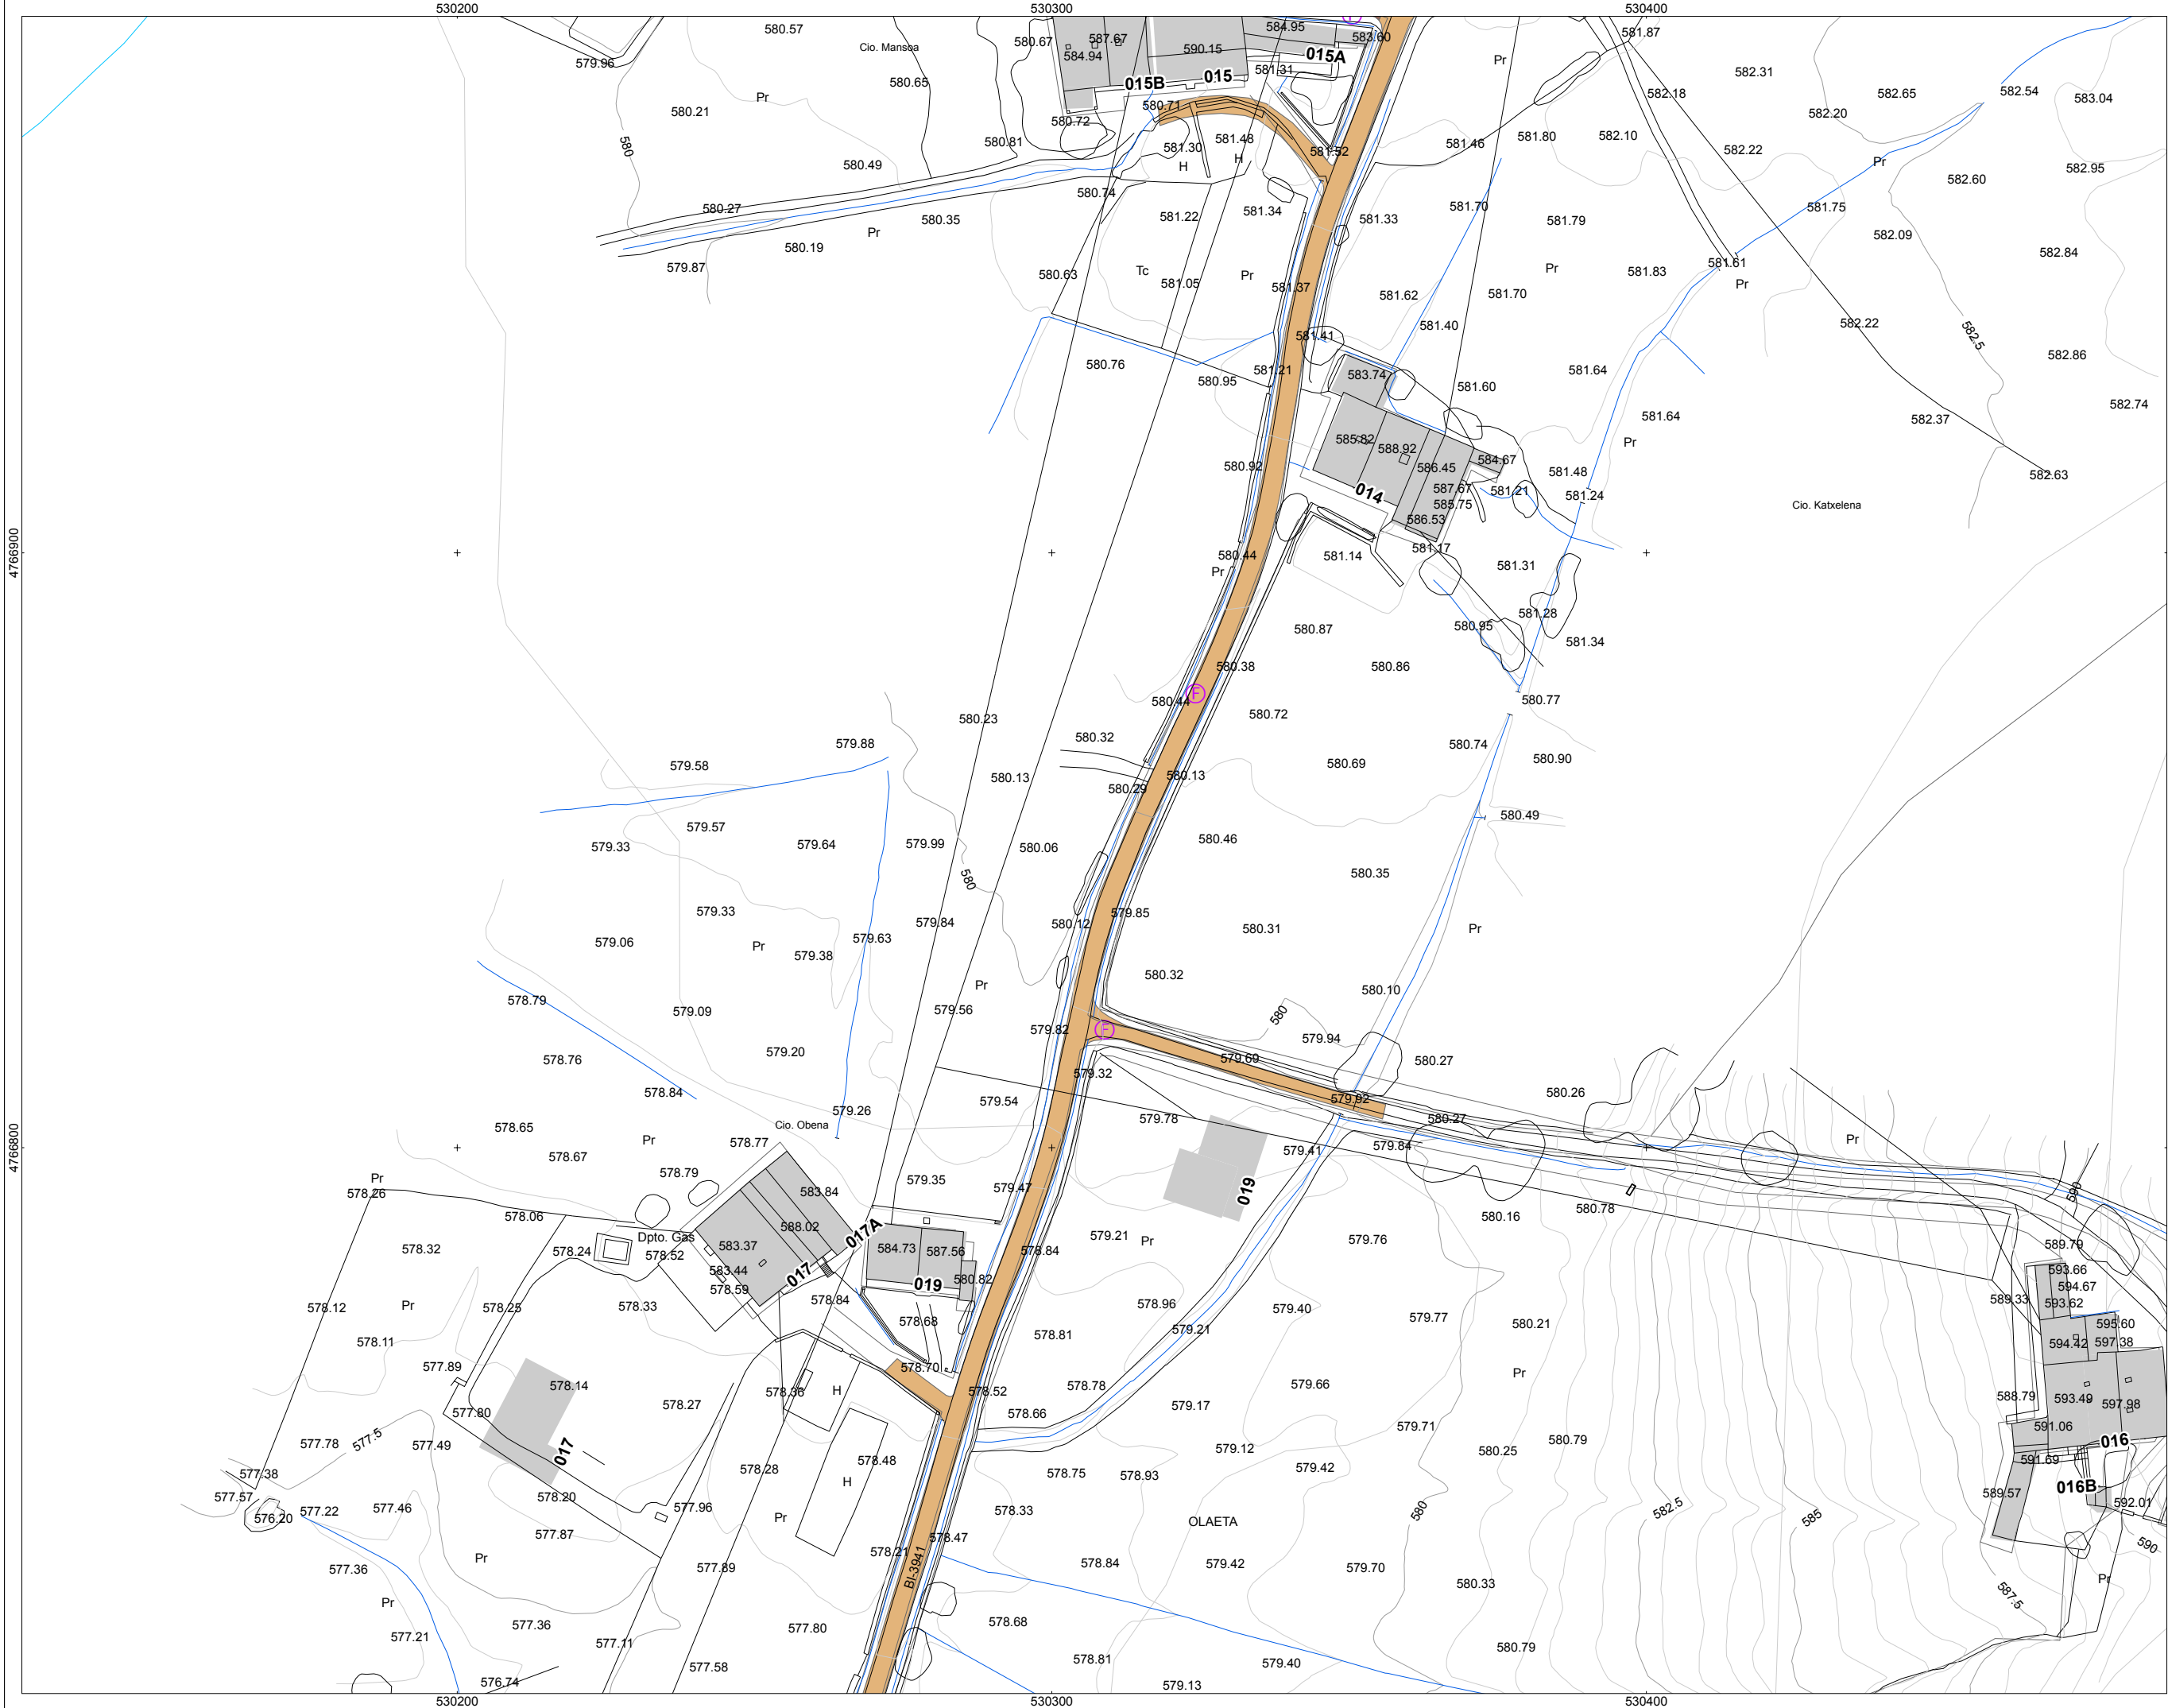 530200 530300 530400
580.57 Cio. Mansoa 580.67 587.67 584.94 590.15 584.95 015A 583.60 581.87
579.96 580.65 015B 015 581.31 Pr 582.31
580.21 Pr 580.71 582.18 582.65 582.54 583.04
580 580.72 582.20
580.81 581.30 581.48 581.52 581.46 581.80 582.10 582.22
580.49 H H Pr 582.95
580.27 580.74 582.60
580.35 581.22 581.34 581.33 581.70 581.79 581.75
580.19 Pr 582.09 582.84
579.87 580.63 Tc 581.05 Pr 581.37 Pr 581.83 581.61 Pr
581.62 581.70
581.41 581.40 582.22 582.5
580.76 580.95 581.21 583.74 581.60 581.64 582.86
581.64 582.37 582.74
585.82 588.92 Pr
580.92 586.45 584.67 581.48 582.63
014 587.67 581.21 581.24 Cio. Katxelena
585.75
586.53
4766900 580.44 581.14 581.17
Pr 581.31
580.87 580.95 581.28 581.34
580.38 580.86
F 580.44 580.77
580.23 580.32 580.72
579.88 580.74
579.58 580.13 580.13 580.69 580.90
580.29
579.57 580.49
579.33 579.64 579.99 580.06 580.46
580 580.35
579.33 579.84 580.12 579.85
579.06 579.63 580.31 Pr
Pr 579.38
580.32
578.79 Pr 580.10
579.09 579.56 580
579.82 F 579.94
578.76 579.20 579.69 580.27
579.32
578.84 579.54 579.92 580.26
579.26 579.78 580.27
578.65 Cio. Obena
4766800 578.77 579.41 579.84 Pr
578.67 Pr
Pr 578.79 579.35 579.47 019
578.26 583.84 590
578.06 588.02 017A 580.16 580.78
578.32 578.24 Dpto. Gas 578.52 583.37 584.73 587.56 578.84 579.21 Pr 579.76 589.79
583.44 017 019 580.82 593.66
578.59 594.67
578.12 Pr 578.25 578.33 578.84 578.96 579.40 589.33 593.62
578.68 579.77 580.21 595.60
578.11 578.81 579.21 594.42 597.38
577.89 578.14 578.70 Pr
578.36 H 578.52 578.78 579.66 588.79 593.49 597.98
577.80 578.27 578.66 579.17 579.71 591.06
577.78 577.5 577.49 017 579.12 580.25 580.79 016
577.38 578.28 578.48 578.75 578.93 579.42 591.69
577.57 H 589.57 016B
577.22 577.46 578.20 577.96 578.33 580 582.5 585 592.01
576.20 Pr OLAETA
577.87 578.47
Pr 578.21 590
577.36 577.89 BI-3941 578.84 579.42 579.70 580.33 587.5 Pr
Pr
577.21 577.36 577.11 577.80 578.68 580.79
577.58 578.81 579.40
576.74 579.13
530200 530300 530400